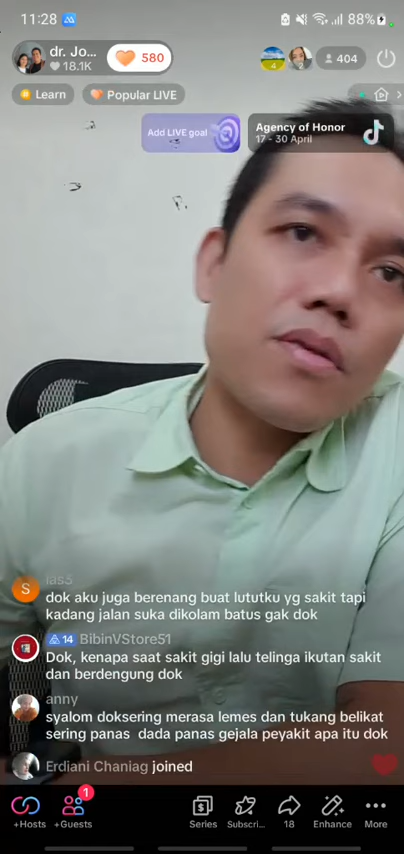 11:28
88%
dr. Jo...
18.1K
580
404
Learn
Popular LIVE
Add LIVE goal
Agency of Honor
17 - 30 April
ias3
S
dok aku juga berenang buat lututku yg sakit tapi
kadang jalan suka dikolam batus gak dok
14 BibinVStore51
Dok, kenapa saat sakit gigi lalu telinga ikutan sakit
dan berdengung dok
anny
syalom doksering merasa lemes dan tukang belikat
sering panas dada panas gejala peyakit apa itu dok
Erdiani Chaniag joined
1
+Hosts
+Guests
Series
Subscri...
18
Enhance
More